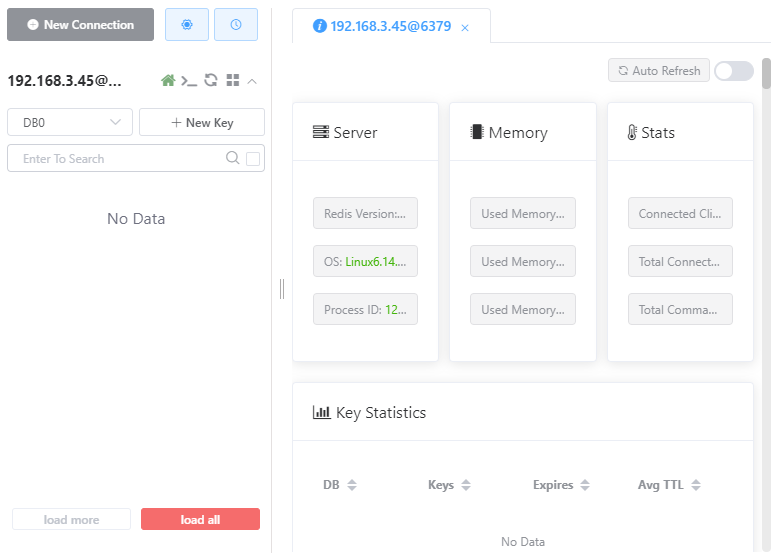 New Connection
192.168.3.45@...
DB0
New Key
Enter To Search
No Data
load more
load all
192.168.3.45@6379
Auto Refresh
Server
Redis Version:...
OS: Linux6.14....
Process ID: 12...
Memory
Used Memory...
Used Memory...
Used Memory...
Stats
Connected Cli...
Total Connect...
Total Comma...
Key Statistics
DB
Keys
Expires
Avg TTL
No Data